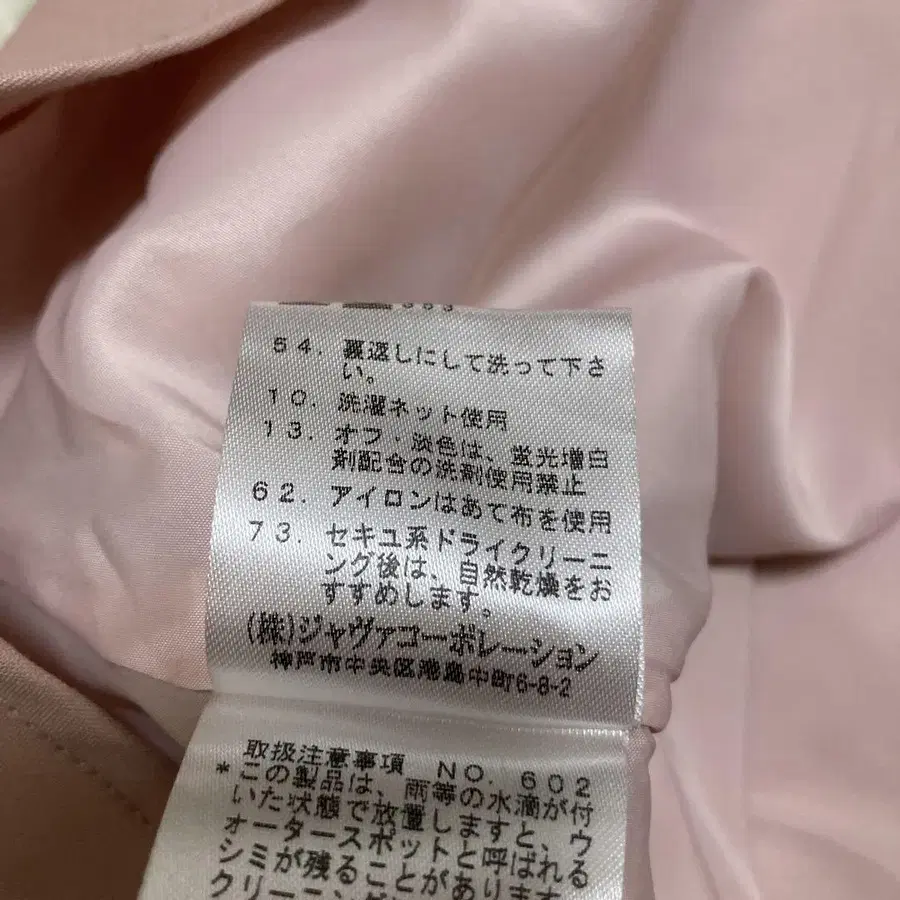 54. 裏返しにして洗って下さ
い。
10. 洗濯ネット使用
13. オフ・淡色は、蛍光増白
剤配合の洗剤使用禁止
62. アイロンはあて布を使用
73. セキユ系ドライクリーニ
ング後は、自然乾燥をお
すすめします。
(株)ジャヴァコーポレーション
神戸市中央区港島中町6-8-2
取扱注意事項 NO. 602
*この製品は、雨等の水滴が付
いた状態で放置しますと、ウ
ォータースポットと呼ばれる
シミが残ることがあります
クリーニング